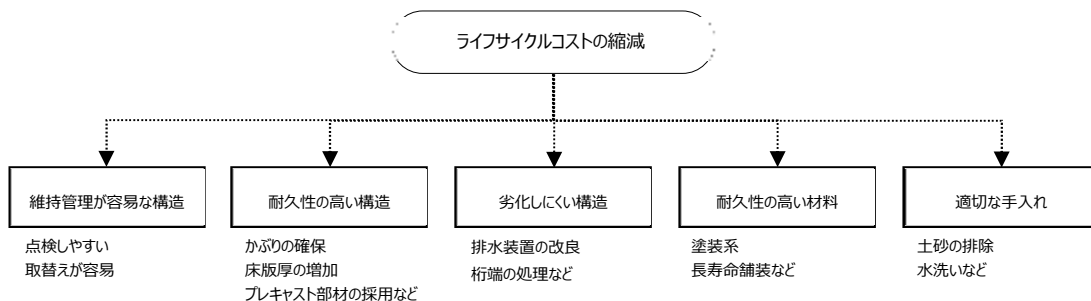 ライフサイクルコストの縮減
維持管理が容易な構造
点検しやすい
取替えが容易
耐久性の高い構造
かぶりの確保
床版厚の増加
プレキャスト部材の採用など
劣化しにくい構造
排水装置の改良
桁端の処理など
耐久性の高い材料
塗装系
長寿命舗装など
適切な手入れ
土砂の排除
水洗いなど